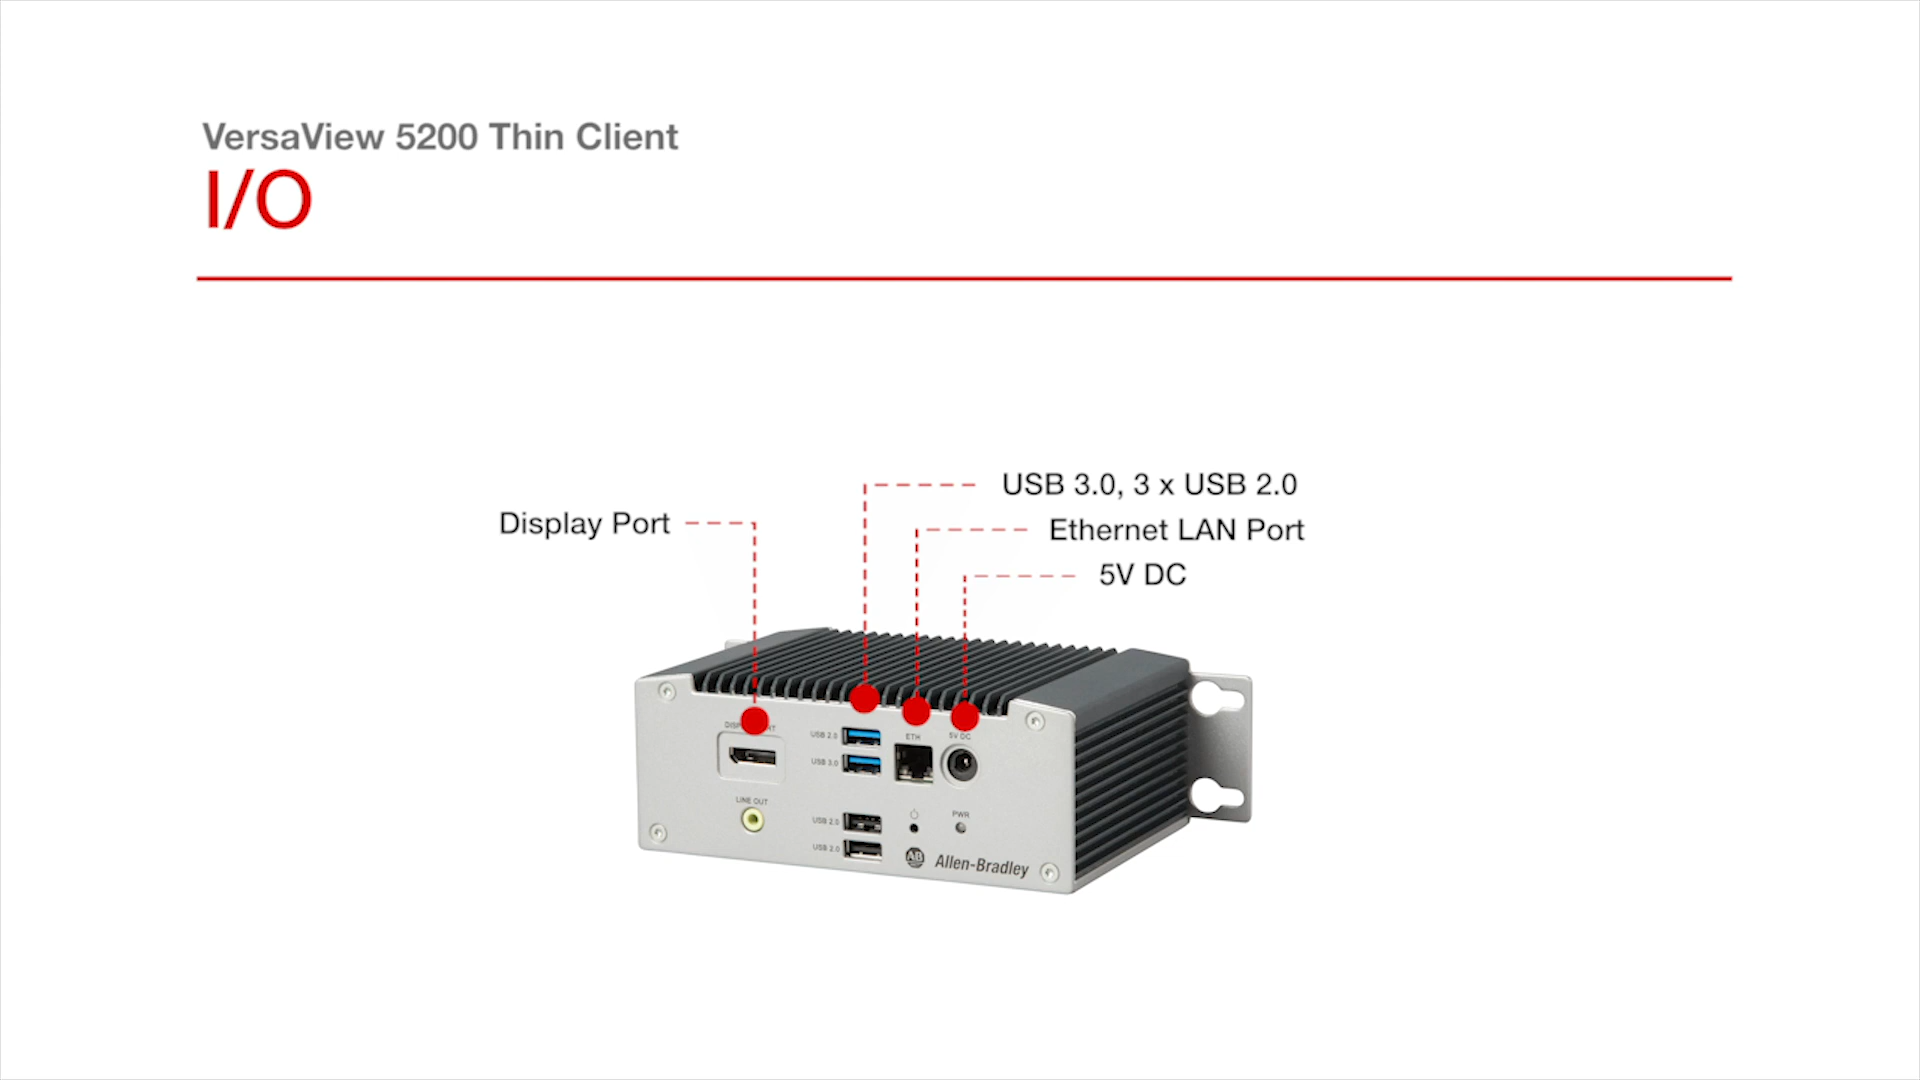 VersaView 5200 Thin Client
I/O
USB 3.0, 3 x USB 2.0
Display Port
Ethernet LAN Port
5V DC
USB 2.0
ETH
5V DC
USB 3.0
LINE OUT
USB 2.0
PWR
USB 2.0
AB Allen-Bradley